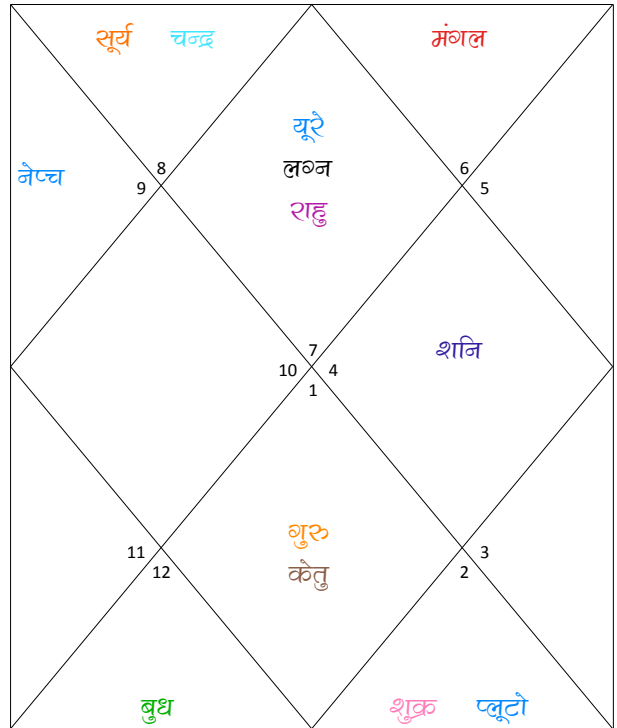 सूर्य चन्द्र
मंगल
यूरे
लग्न
राहु
नेप्च
8
9
6
5
शनि
7
10
4
1
गुरु
केतु
11
12
3
2
बुध
शुक्र प्लूटो